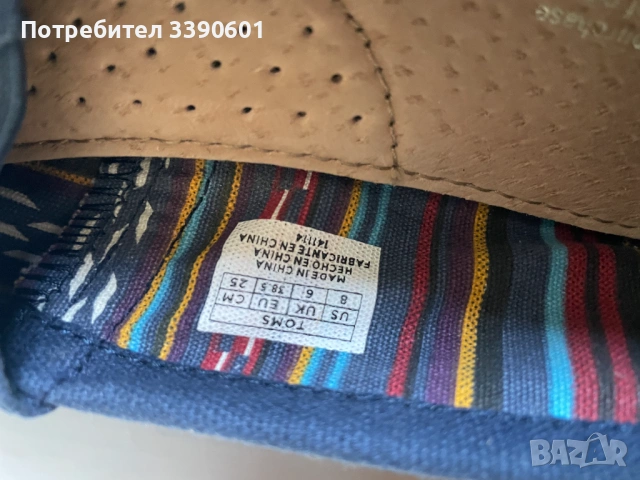 Потребител 3390601
TOMS
US UK EU CM
8 6 38.5 25
MADE IN CHINA
HECHO EN CHINA
FABRICANTE EN CHINA
141114
BAZAR